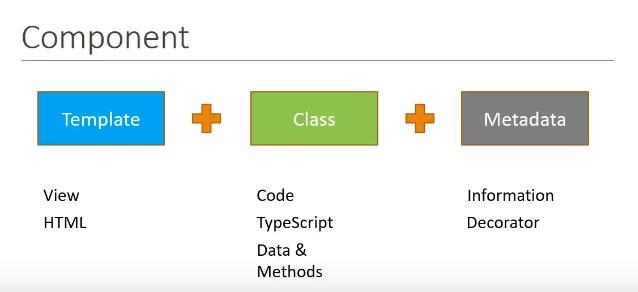 Component
Template
Class
Metadata
View
HTML
Code
TypeScript
Data &
Methods
Information
Decorator